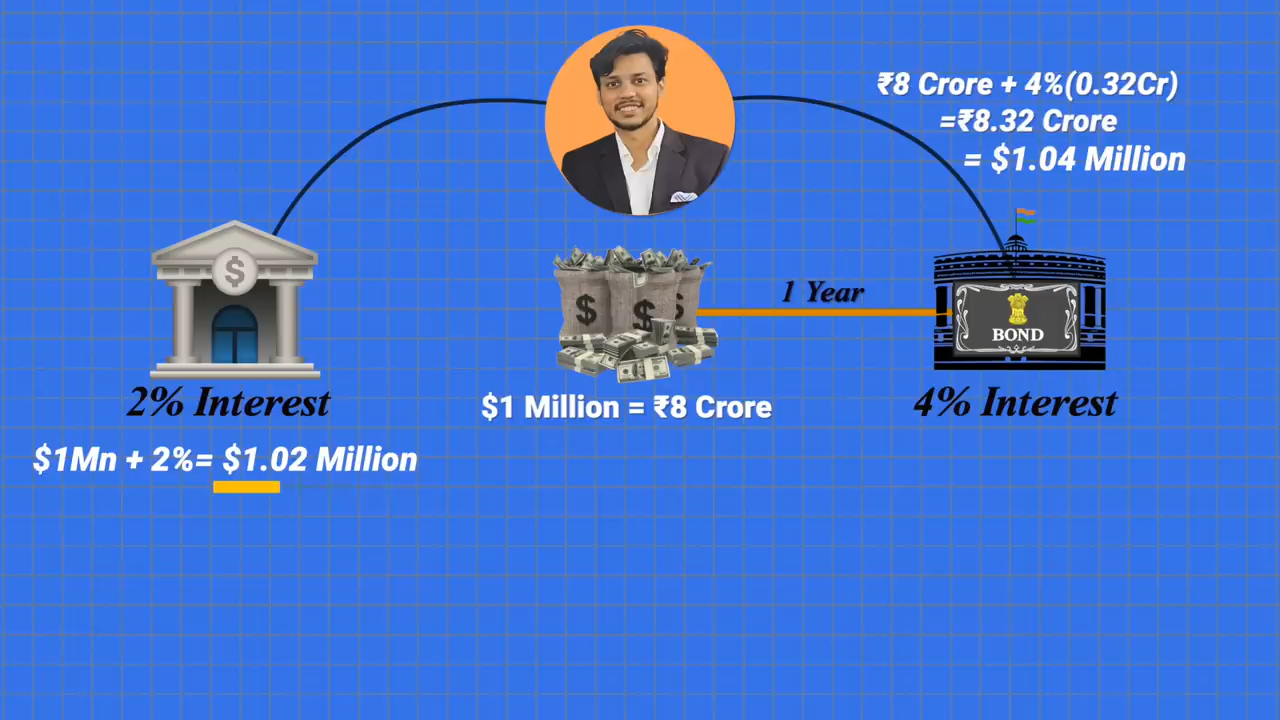 ₹8 Crore + 4%(0.32Cr)
=₹8.32 Crore
= $1.04 Million
$
$
$
$
1 Year
BOND
2% Interest
$1 Million = ₹8 Crore
4% Interest
$1Mn + 2%= $1.02 Million